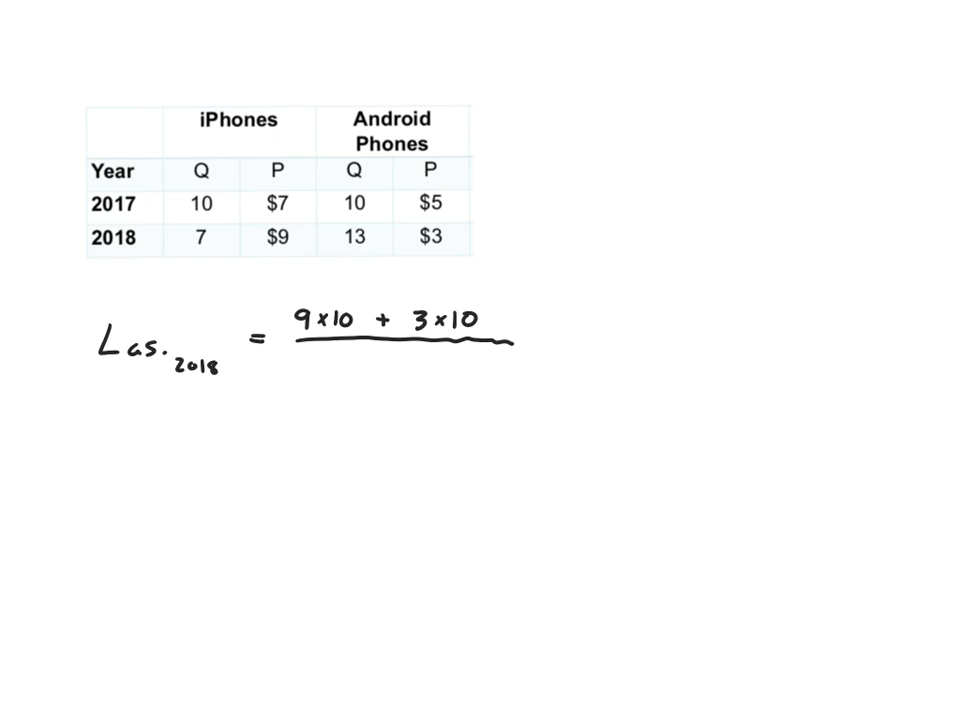 iPhones Android Phones
Year Q P Q P
2017 10 $7 10 $5
2018 7 $9 13 $3
Las.2018 = 9×10 + 3×10